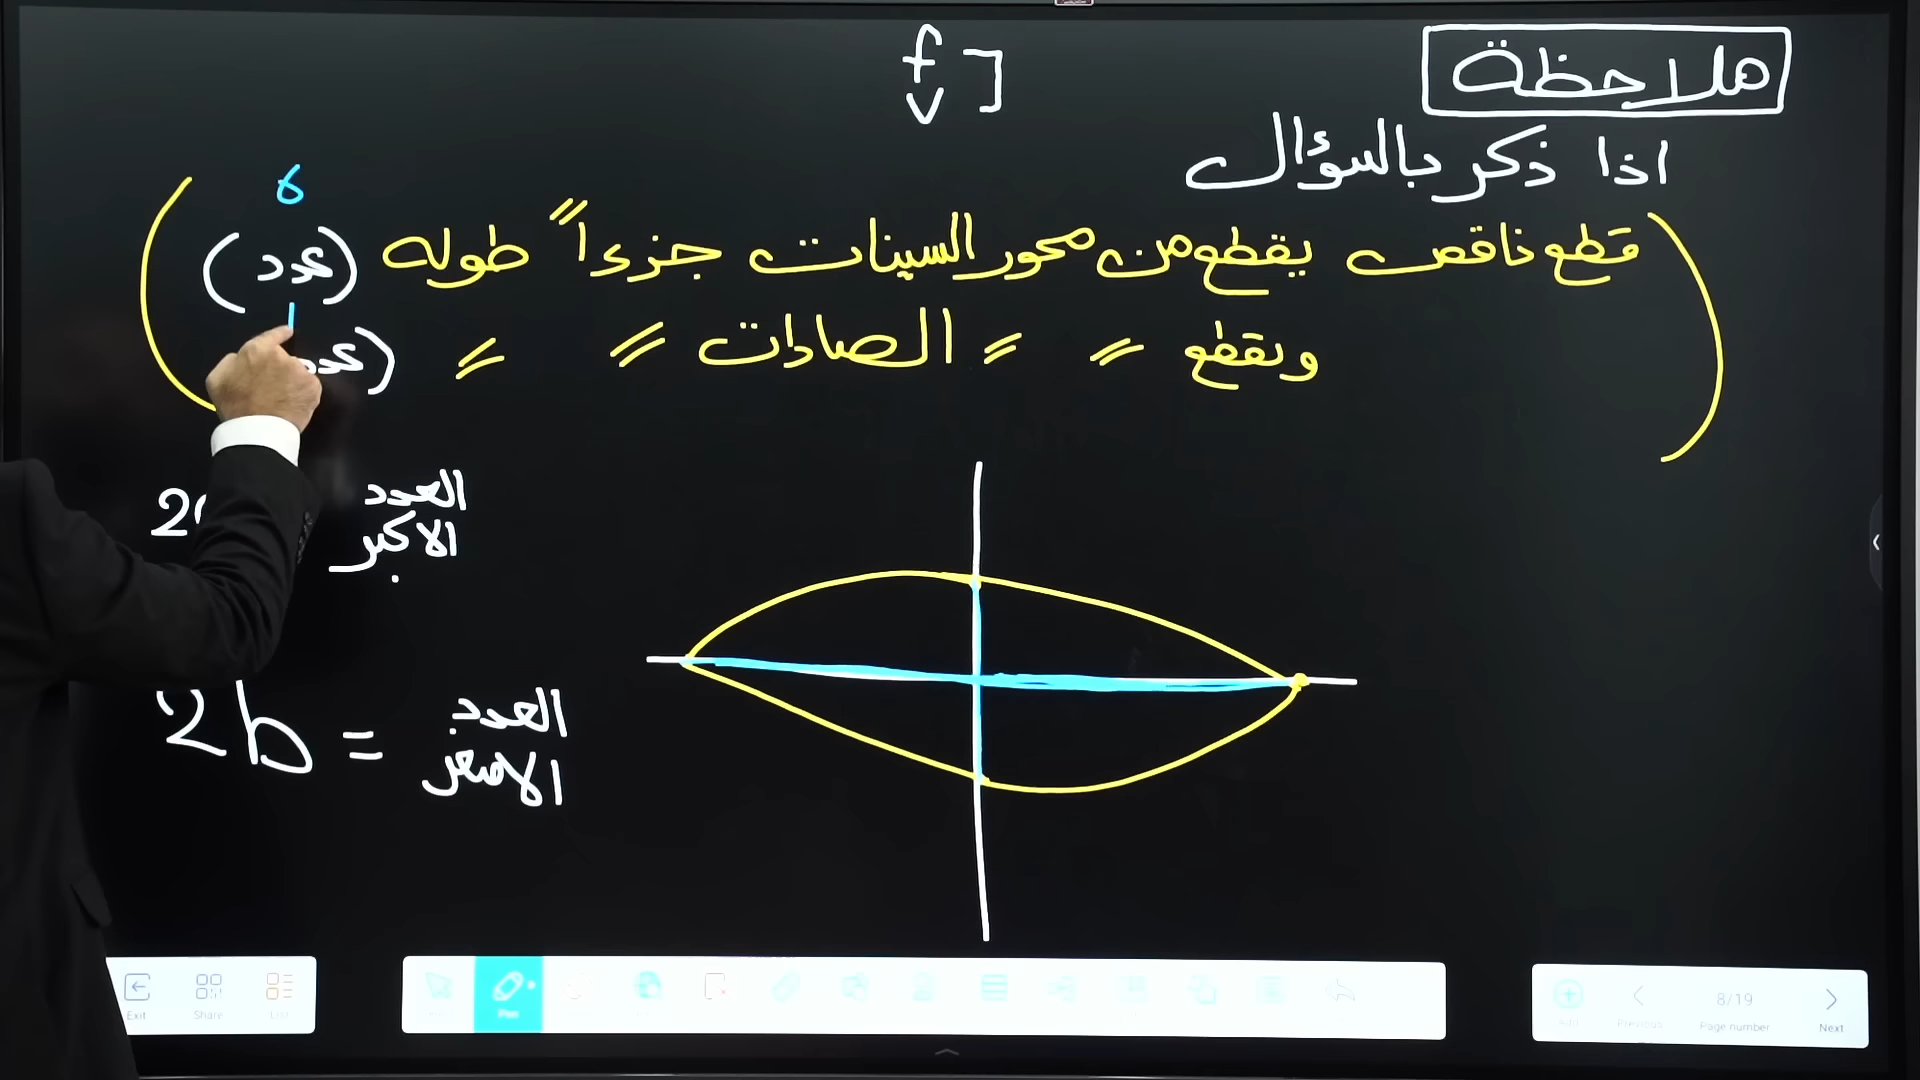 ملاحظة
f ]
v
اذا ذكر بالسؤال
6
قطع ناقص يقطع من محور السينات جزءاً طوله (عدد)
ويقطع 〃 〃 الصادات 〃 〃
العدد
الاكبر
2b = العدد
الاصغر
Exit Share List
Pen
Previous 8/19 Next
Page number